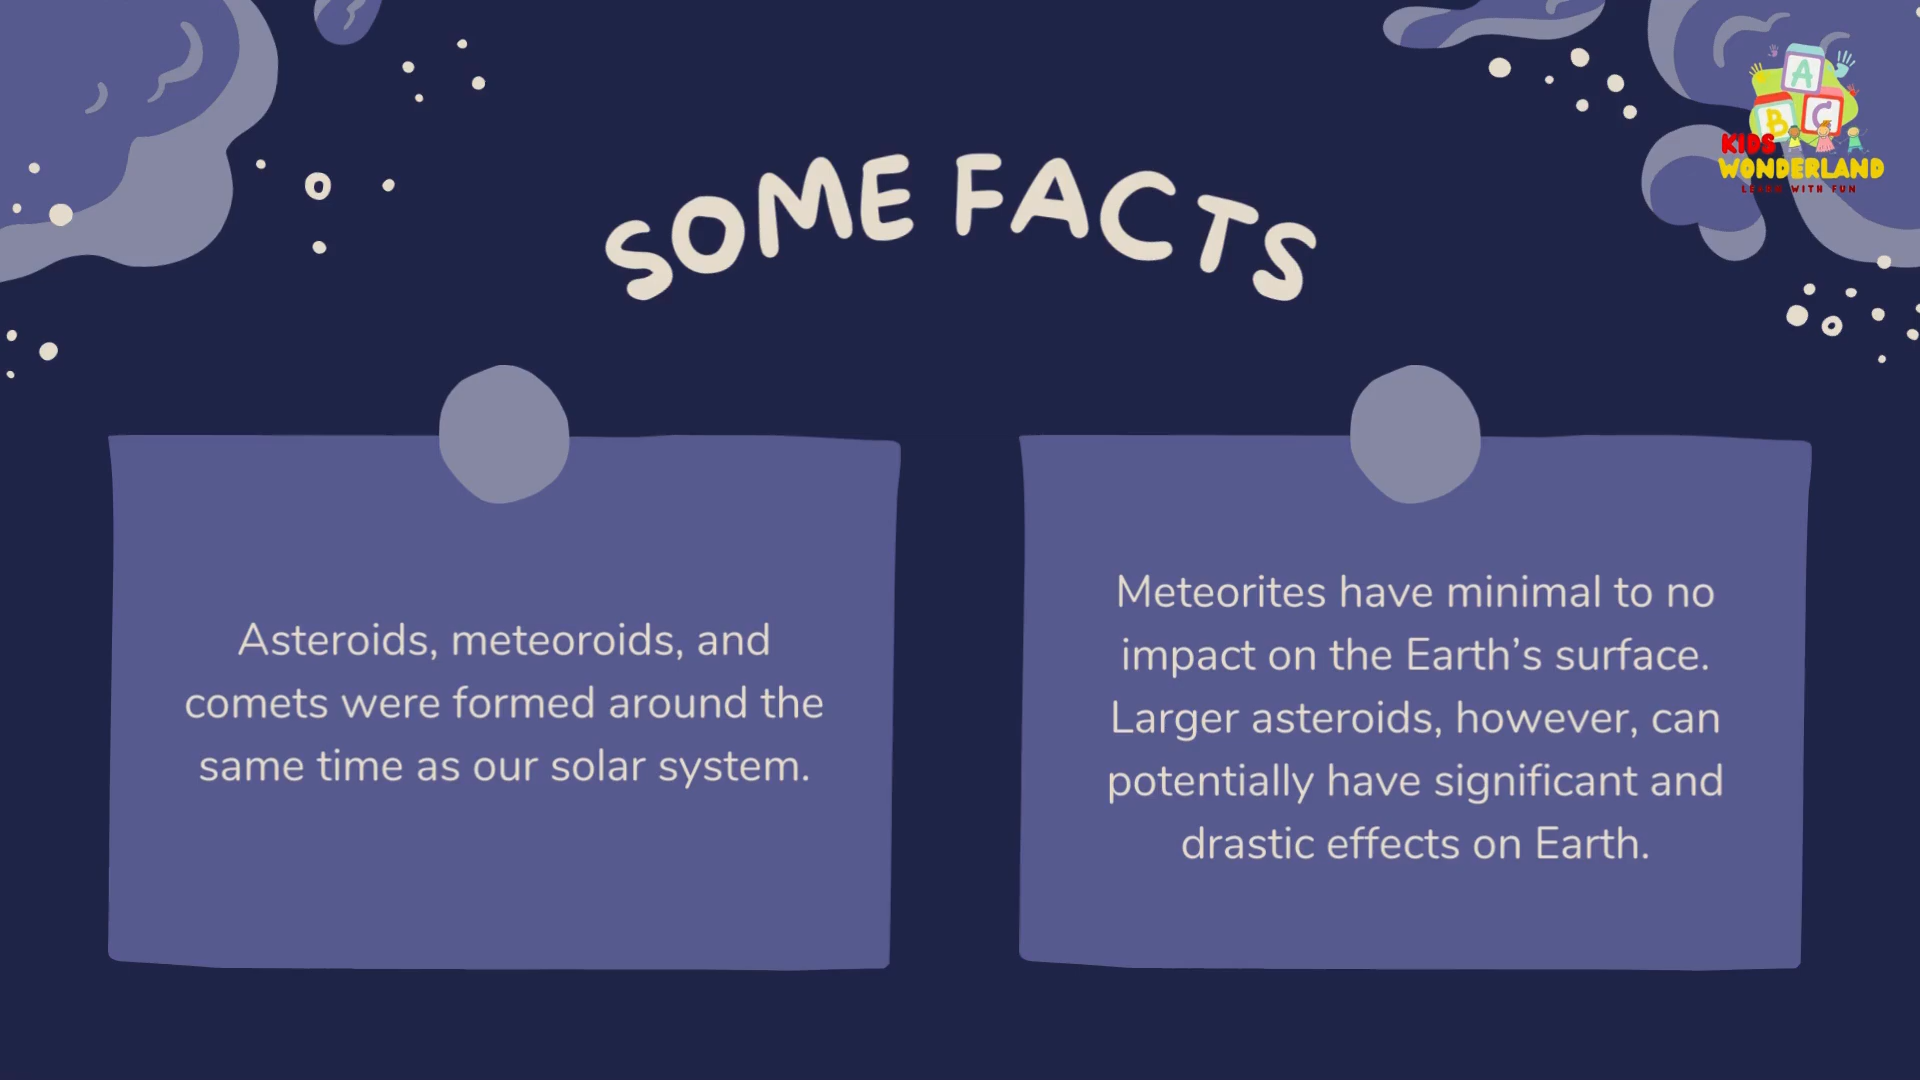 A
B C
KIDS
WONDERLAND
SOME FACTS
Asteroids, meteoroids, and
comets were formed around the
same time as our solar system.
Meteorites have minimal to no
impact on the Earth’s surface.
Larger asteroids, however, can
potentially have significant and
drastic effects on Earth.
WITH FUN